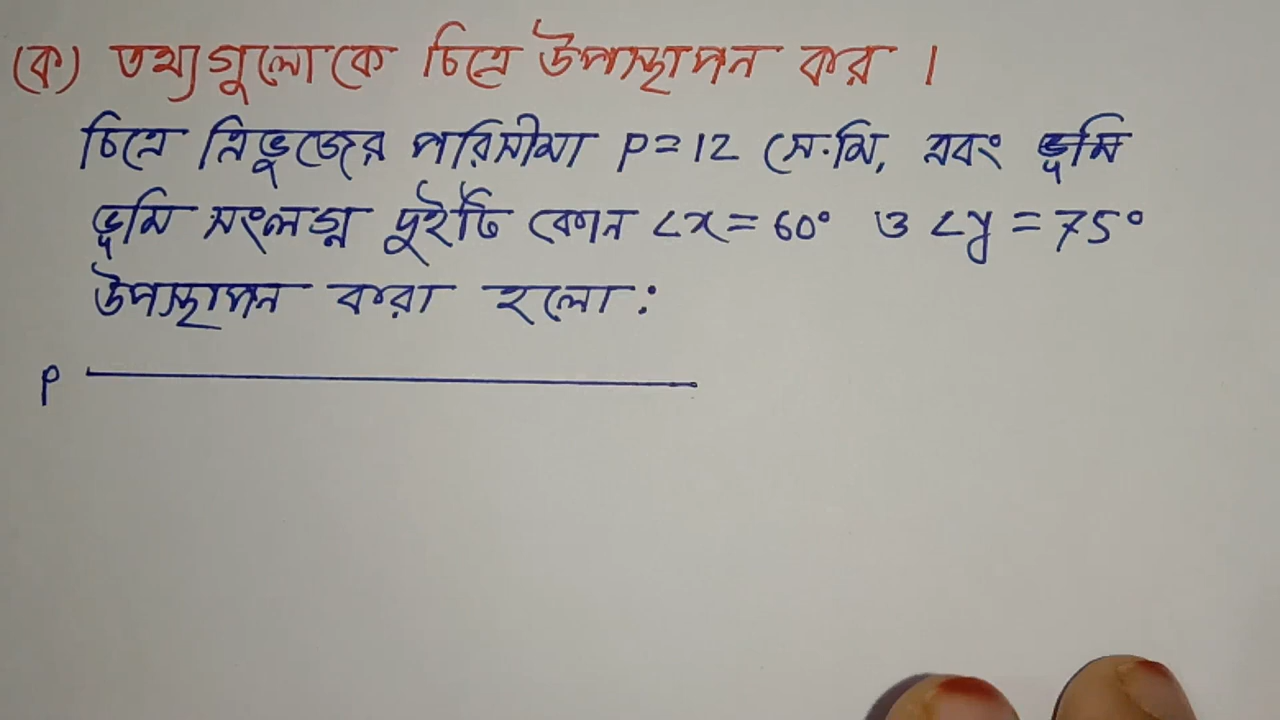 (ক) তথ্যগুলোকে চিত্রে উপস্থাপন কর ।
চিত্রে ত্রিভুজের পরিসীমা P=12 সে.মি, এবং ভূমি
ভূমি সংলগ্ন দুইটি কোন ∠x = 60° ও ∠y = 75°
উপস্থাপন করা হলো:
P